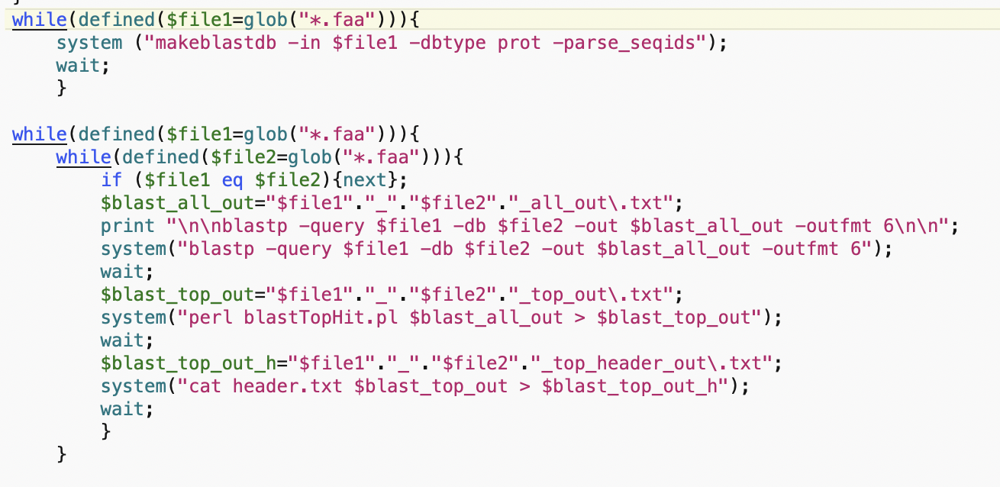 }
while(defined($file1=glob("*.faa"))){
    system ("makeblastdb -in $file1 -dbtype prot -parse_seqids");
    wait;
    }

while(defined($file1=glob("*.faa"))){
    while(defined($file2=glob("*.faa"))){
        if ($file1 eq $file2){next};
        $blast_all_out="$file1"."_"."$file2"."_all_out\.txt";
        print "\n\nblastp -query $file1 -db $file2 -out $blast_all_out -outfmt 6\n\n";
        system("blastp -query $file1 -db $file2 -out $blast_all_out -outfmt 6");
        wait;
        $blast_top_out="$file1"."_"."$file2"."_top_out\.txt";
        system("perl blastTopHit.pl $blast_all_out > $blast_top_out");
        wait;
        $blast_top_out_h="$file1"."_"."$file2"."_top_header_out\.txt";
        system("cat header.txt $blast_top_out > $blast_top_out_h");
        wait;
        }
    }